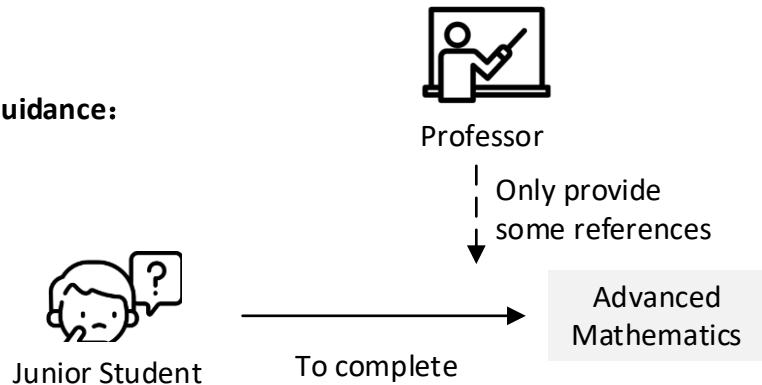 uidance：
Professor
Only provide
some references
?
Advanced
Mathematics
Junior Student
To complete